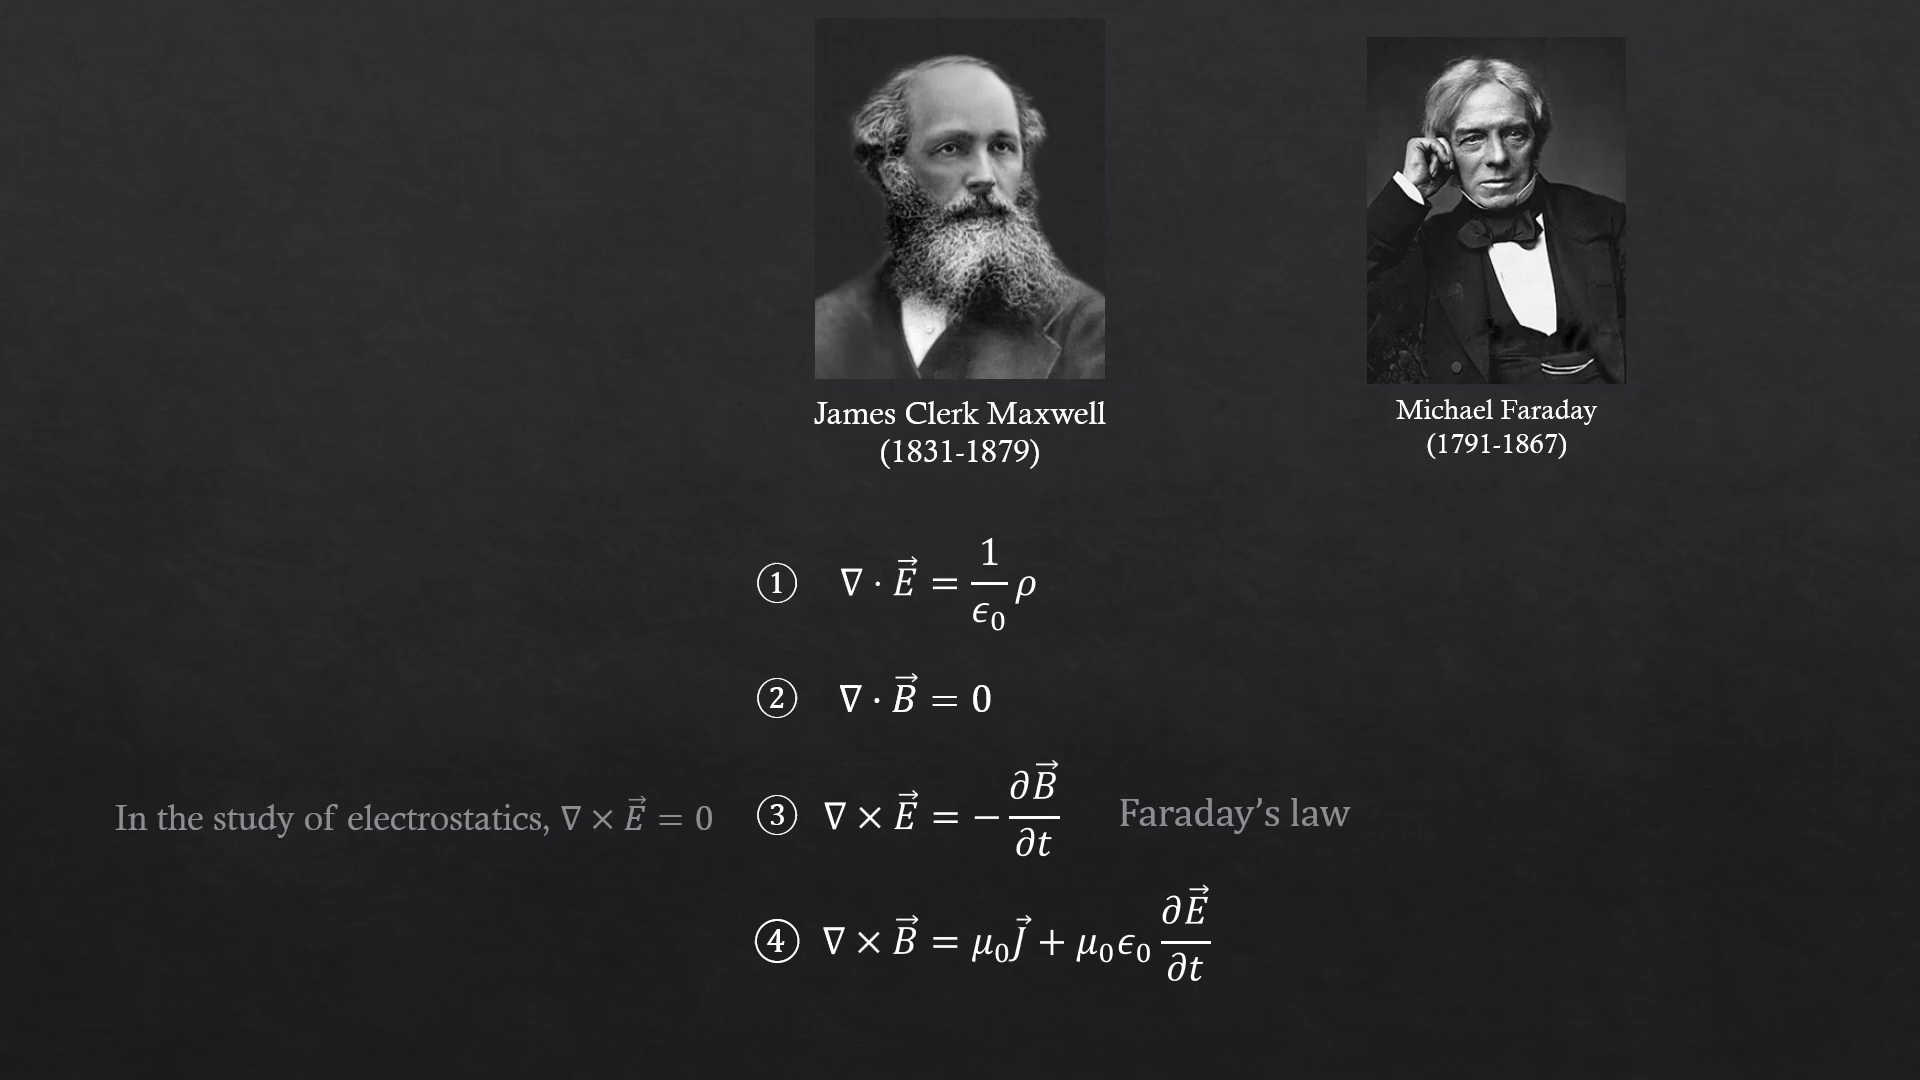 James Clerk Maxwell
(1831-1879)
Michael Faraday
(1791-1867)
① ∇ · E⃗ = 1/ϵ₀ ρ
② ∇ · B⃗ = 0
In the study of electrostatics, ∇ × E⃗ = 0
③ ∇ × E⃗ = − ∂B⃗/∂t
Faraday’s law
④ ∇ × B⃗ = μ₀J⃗ + μ₀ϵ₀ ∂E⃗/∂t